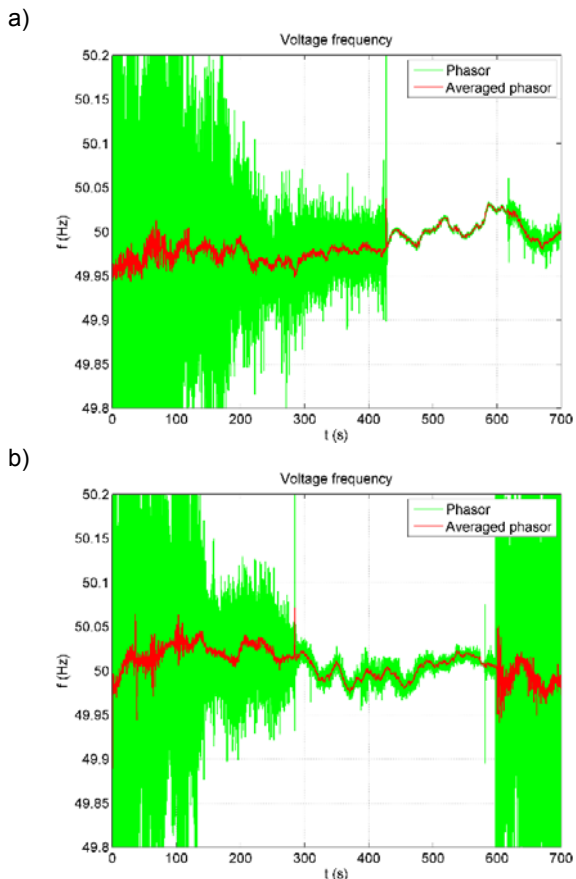 a)
Voltage frequency
Phasor
Averaged phasor
f (Hz)
50.2
50.15
50.1
50.05
50
49.95
49.9
49.85
49.8
0 100 200 300 400 500 600 700
t (s)
b)
Voltage frequency
Phasor
Averaged phasor
f (Hz)
50.2
50.15
50.1
50.05
50
49.95
49.9
49.85
49.8
0 100 200 300 400 500 600 700
t (s)